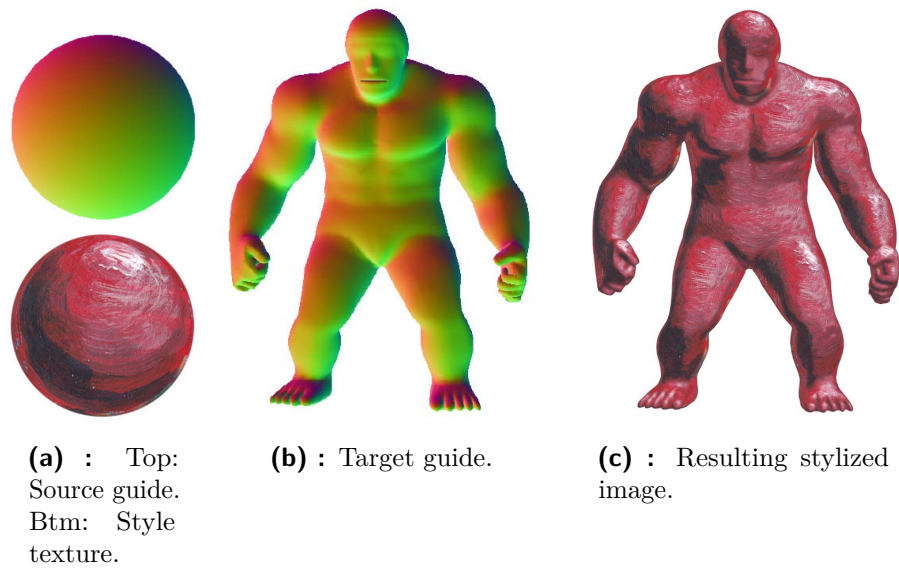 (a) : Top:
Source guide.
Btm: Style
texture.
(b) : Target guide.
(c) : Resulting stylized
image.